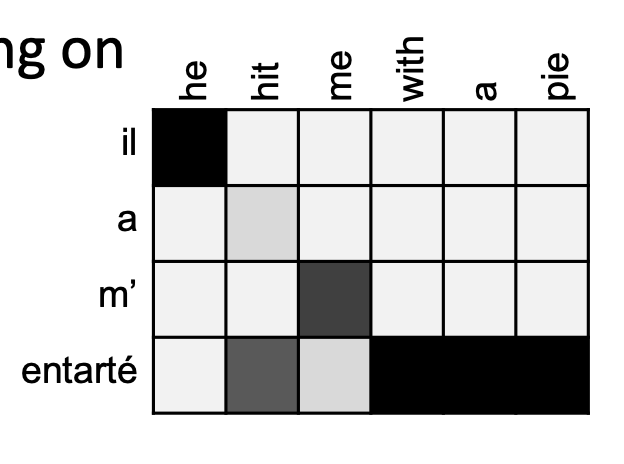 ng on
he hit me with a pie
il
a
m’
entarté